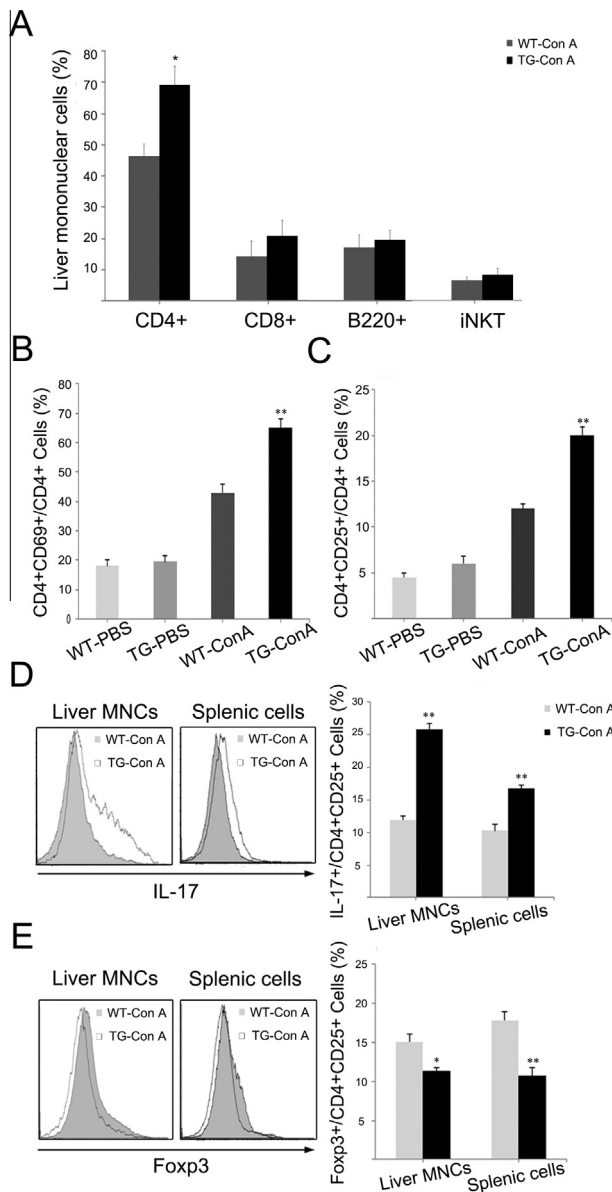 A
Liver mononuclear cells (%)
80
70
60
50
40
30
20
10
*
WT-Con A
TG-Con A
CD4+ CD8+ B220+ iNKT
B
CD4+CD69+/CD4+ Cells (%)
80
70
60
50
40
30
20
10
0
**
WT-PBS TG-PBS WT-ConA TG-ConA
C
CD4+CD25+/CD4+ Cells (%)
25
20
15
10
5
**
WT-PBS TG-PBS WT-ConA TG-ConA
D
Liver MNCs Splenic cells
WT-Con A WT-Con A
TG-Con A TG-Con A
IL-17
IL-17+/CD4+CD25+ Cells (%)
30
25
20
15
10
5
** **
WT-Con A
TG-Con A
Liver MNCs Splenic cells
E
Liver MNCs Splenic cells
WT-Con A WT-Con A
TG-Con A TG-Con A
Foxp3
Foxp3+/CD4+CD25+ Cells (%)
25
20
15
10
5
* **
Liver MNCs Splenic cells